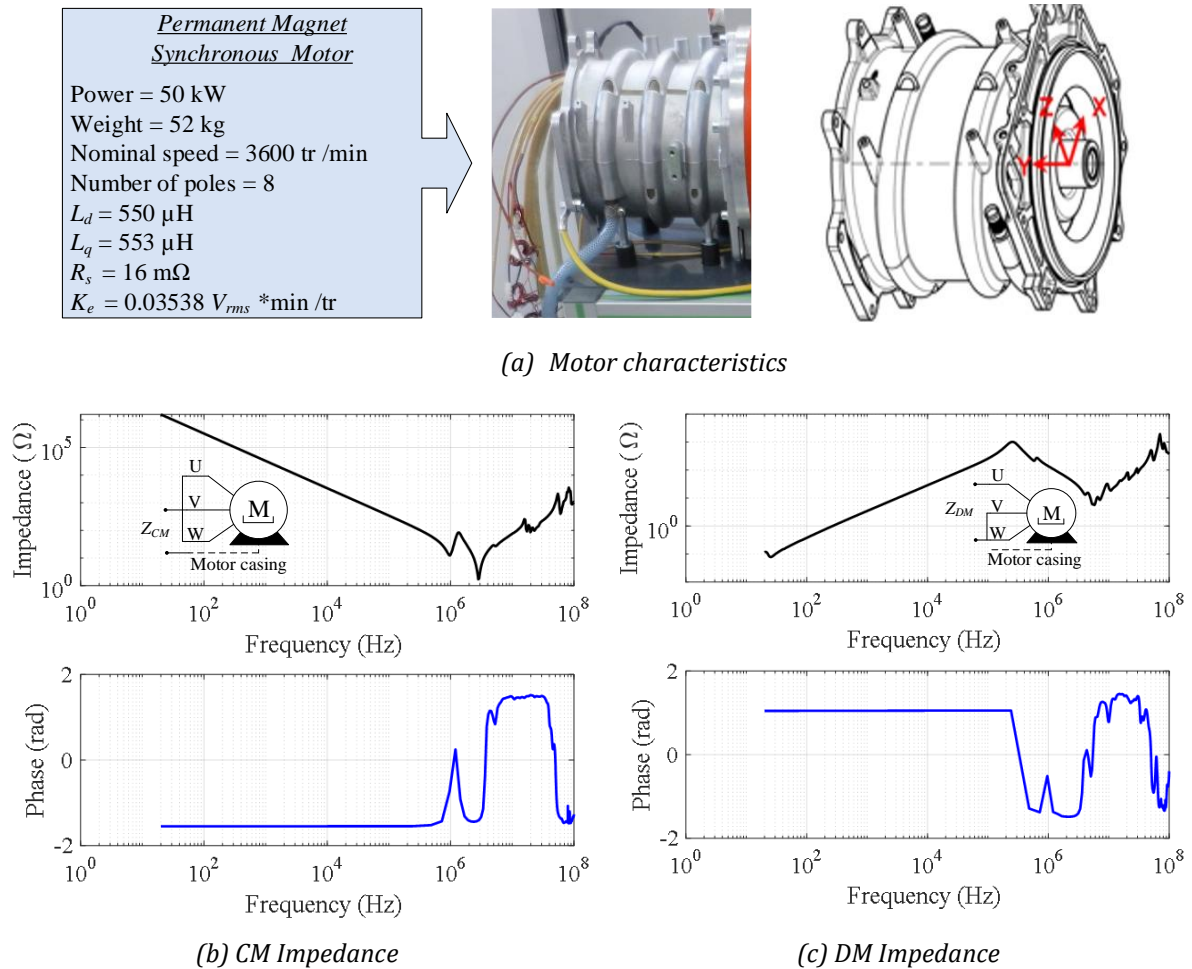 Permanent Magnet
Synchronous Motor
Power = 50 kW
Weight = 52 kg
Nominal speed = 3600 tr /min
Number of poles = 8
L_d = 550 µH
L_q = 553 µH
R_s = 16 mΩ
K_e = 0.03538 V_rms *min /tr
Z
X
Y
(a) Motor characteristics
Impedance (Ω)
10^5
10^0
U
V
W
Z_CM
M
Motor casing
10^0 10^2 10^4 10^6 10^8
Frequency (Hz)
Phase (rad)
2
0
-2
10^0 10^2 10^4 10^6 10^8
Frequency (Hz)
(b) CM Impedance
Impedance (Ω)
10^0
U
V
W
Z_DM
M
Motor casing
10^0 10^2 10^4 10^6 10^8
Frequency (Hz)
Phase (rad)
2
0
-2
10^0 10^2 10^4 10^6 10^8
Frequency (Hz)
(c) DM Impedance